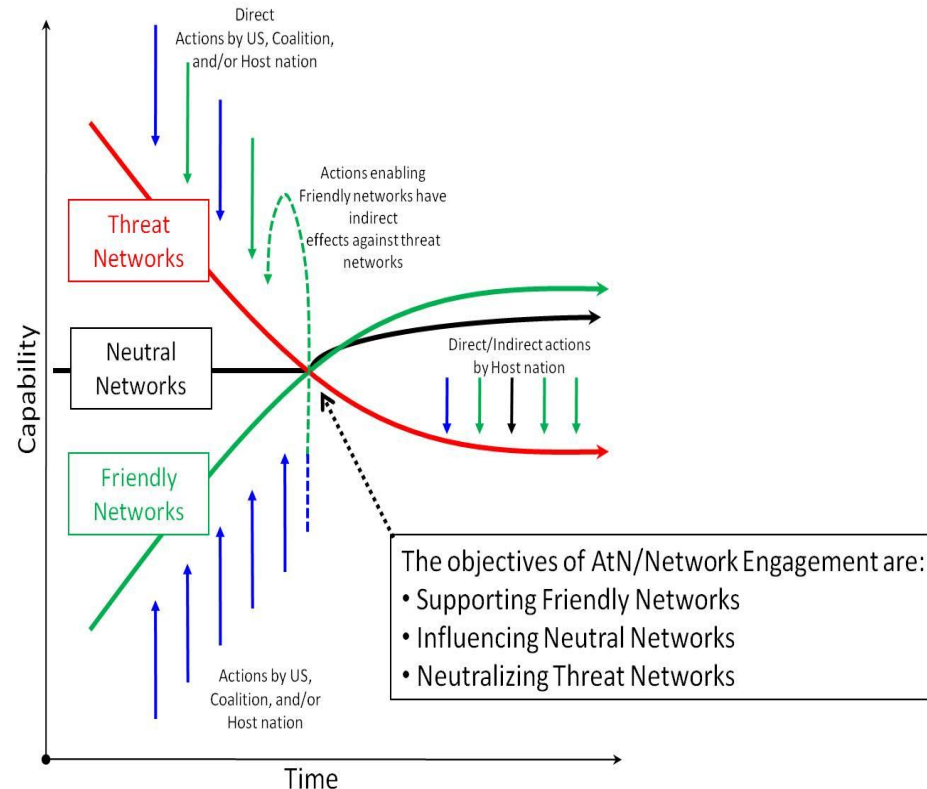 Direct
Actions by US, Coalition,
and/or Host nation
Actions enabling
Friendly networks have
indirect
effects against threat
networks
Threat
Networks
Neutral
Networks
Direct/Indirect actions
by Host nation
Capability
Friendly
Networks
The objectives of AtN/Network Engagement are:
• Supporting Friendly Networks
• Influencing Neutral Networks
• Neutralizing Threat Networks
Actions by US,
Coalition, and/or
Host nation
Time